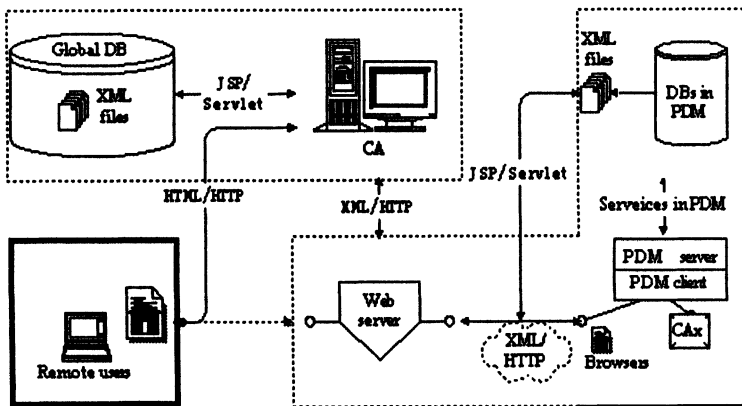 Global DB
XML
files
JSP/
Servlet
CA
HTML/HTTP
XML/HTTP
JSP/Servlet
XML
files
DBs in
PDM
Serveices in PDM
PDM server
PDM client
CAx
Browsers
Web
server
XML/
HTTP
Remote users